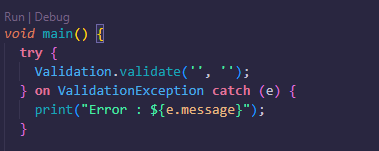 Run | Debug
void main() {
  try {
    Validation.validate('', '');
  } on ValidationException catch (e) {
    print("Error : ${e.message}");
  }